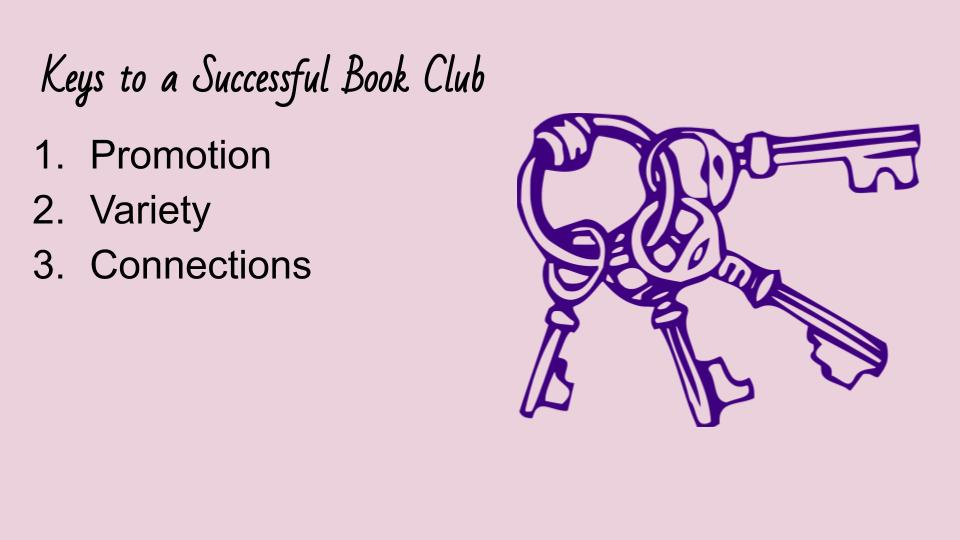 Keys to a Successful Book Club
1. Promotion
2. Variety
3. Connections